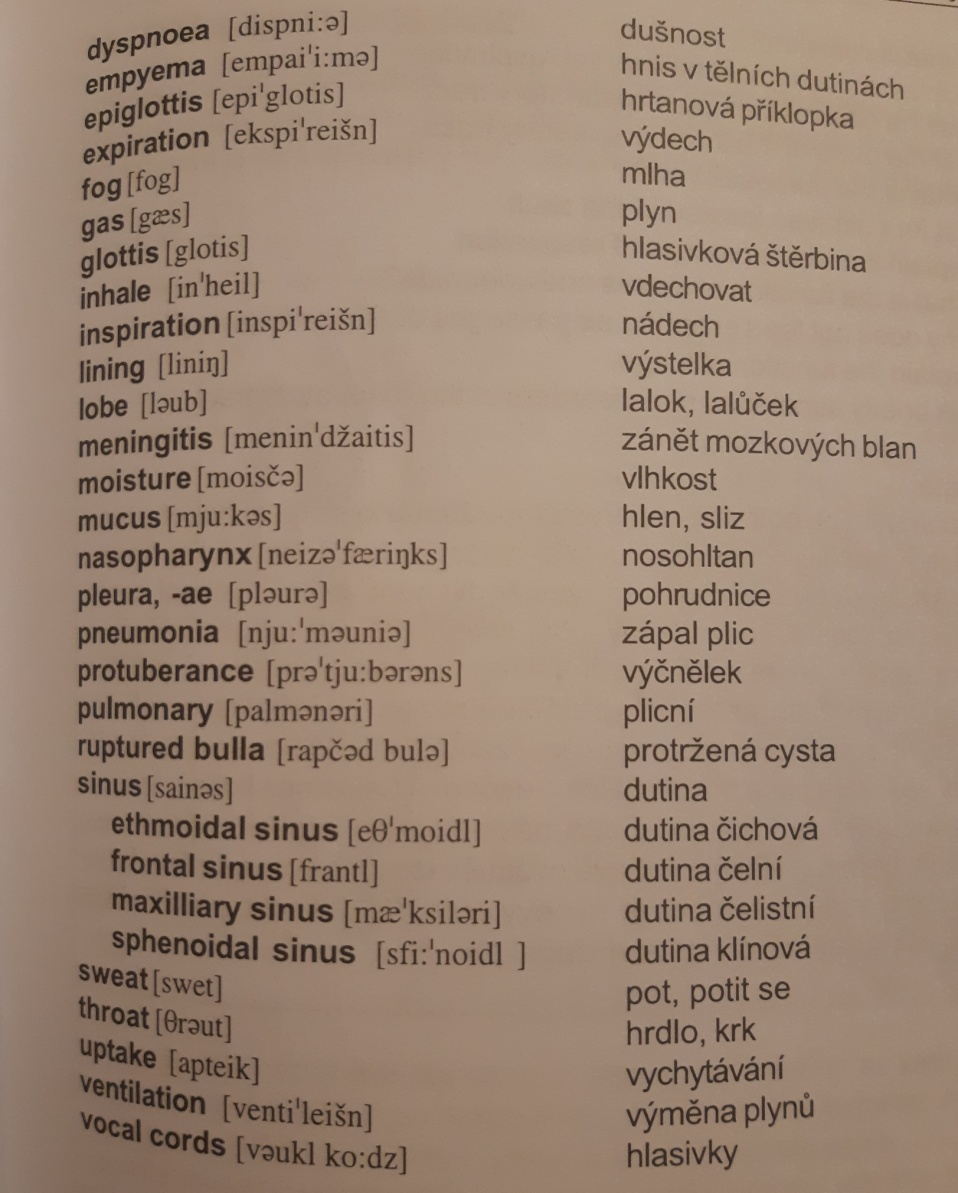 dyspnoea [dispni:ə] dušnost
empyema [empaiˈi:mə] hnis v tělních dutinách
epiglottis [epiˈglotis] hrtanová příklopka
expiration [ekspiˈreišn] výdech
fog [fog] mlha
gas [gæs] plyn
glottis [glotis] hlasivková štěrbina
inhale [inˈheil] vdechovat
inspiration [inspiˈreišn] nádech
lining [liniŋ] výstelka
lobe [ləub] lalok, lalůček
meningitis [meninˈdžaitis] zánět mozkových blan
moisture [moisčə] vlhkost
mucus [mju:kəs] hlen, sliz
nasopharynx [neizəˈfæriŋks] nosohltan
pleura, -ae [pləurə] pohrudnice
pneumonia [nju:ˈməuniə] zápal plic
protuberance [prəˈtju:bərəns] výčnělek
pulmonary [palmənəri] plicní
ruptured bulla [rapčəd bulə] protržená cysta
sinus [sainəs] dutina
ethmoidal sinus [eθˈmoidl] dutina čichová
frontal sinus [frantl] dutina čelní
maxilliary sinus [mæˈksiləri] dutina čelistní
sphenoidal sinus [sfi:ˈnoidl ] dutina klínová
sweat [swet] pot, potit se
throat [θrəut] hrdlo, krk
uptake [apteik] vychytávání
ventilation [ventiˈleišn] výměna plynů
vocal cords [vəukl ko:dz] hlasivky